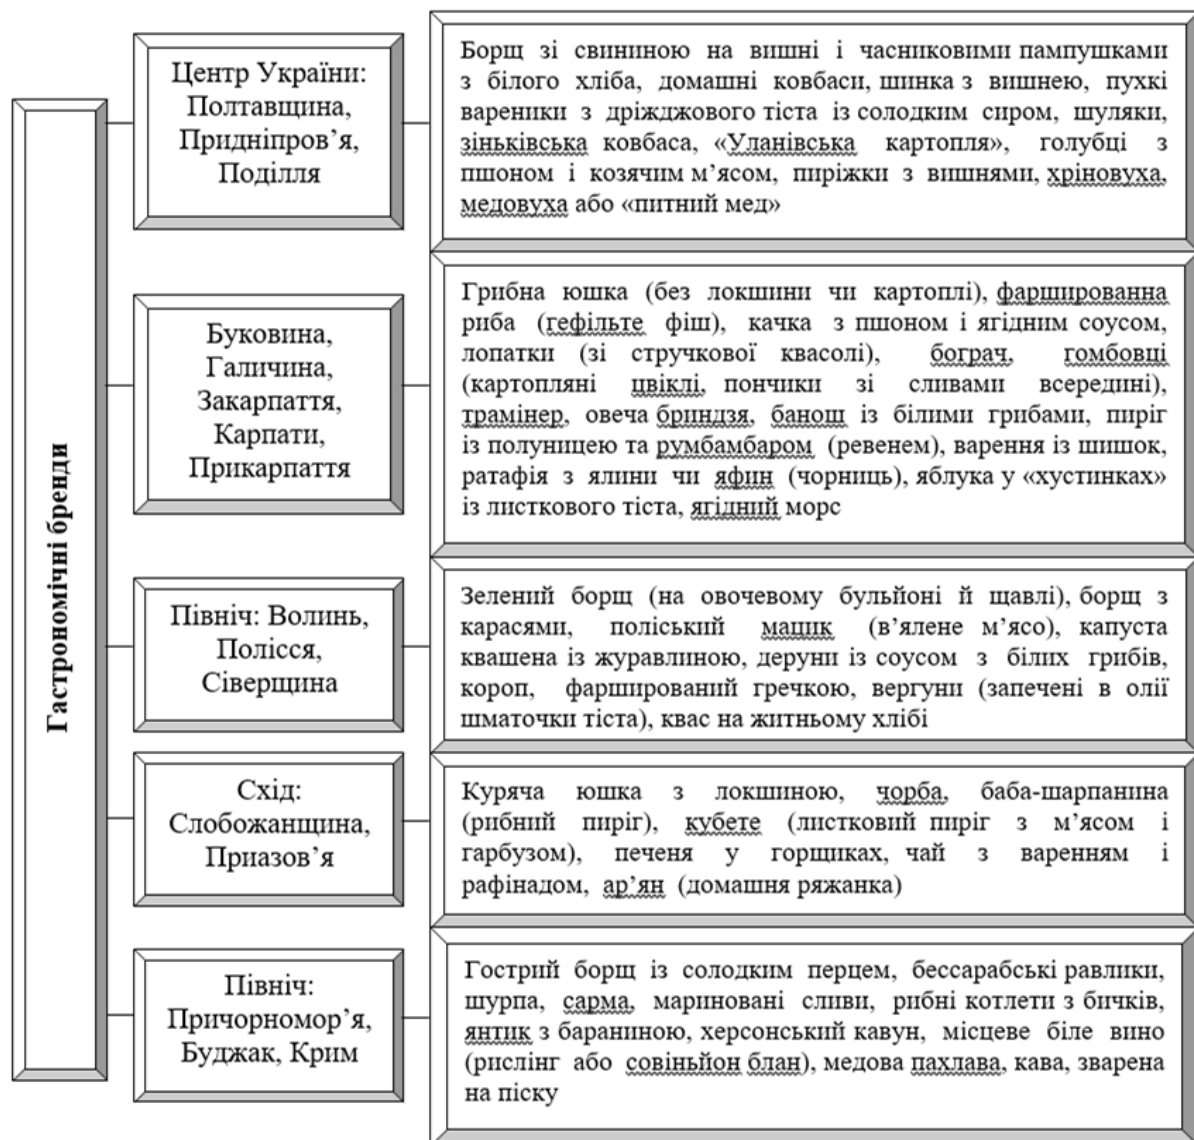 Гастрономічні бренди
Центр України:
Полтавщина,
Придніпров’я,
Поділля
Борщ зі свининою на вишні і часниковими пампушками
з білого хліба, домашні ковбаси, шинка з вишнею, пухкі
вареники з дріжджового тіста із солодким сиром, шуляки,
зіньківська ковбаса, «Уланівська картопля», голубці з
пшоном і козячим м’ясом, пиріжки з вишнями, хріновуха,
медовуха або «питний мед»
Буковина,
Галичина,
Закарпаття,
Карпати,
Прикарпаття
Грибна юшка (без локшини чи картоплі), фаршированна
риба (гефільте фіш), качка з пшоном і ягідним соусом,
лопатки (зі стручкової квасолі), бограч, гомбовці
(картопляні цвіклі, пончики зі сливами всередині),
трамінер, овеча бриндзя, банош із білими грибами, пиріг
із полуницею та румбамбаром (ревенем), варення із шишок,
ратафія з ялини чи яфин (чорниць), яблука у «хустинках»
із листкового тіста, ягідний морс
Північ: Волинь,
Полісся,
Сіверщина
Зелений борщ (на овочевому бульйоні й щавлі), борщ з
карасями, поліський мацик (в’ялене м’ясо), капуста
квашена із журавлиною, деруни із соусом з білих грибів,
короп, фарширований гречкою, вергуни (запечені в олії
шматочки тіста), квас на житньому хлібі
Схід:
Слобожанщина,
Приазов’я
Куряча юшка з локшиною, чорба, баба-шарпанина
(рибний пиріг), кубете (листковий пиріг з м’ясом і
гарбузом), печеня у горщиках, чай з варенням і
рафінадом, ар’ян (домашня ряжанка)
Північ:
Причорномор’я,
Буджак, Крим
Гострий борщ із солодким перцем, бессарабські равлики,
шурпа, сарма, мариновані сливи, рибні котлети з бичків,
янтик з бараниною, херсонський кавун, місцеве біле вино
(рислінг або совіньйон блан), медова пахлава, кава, зварена
на піску